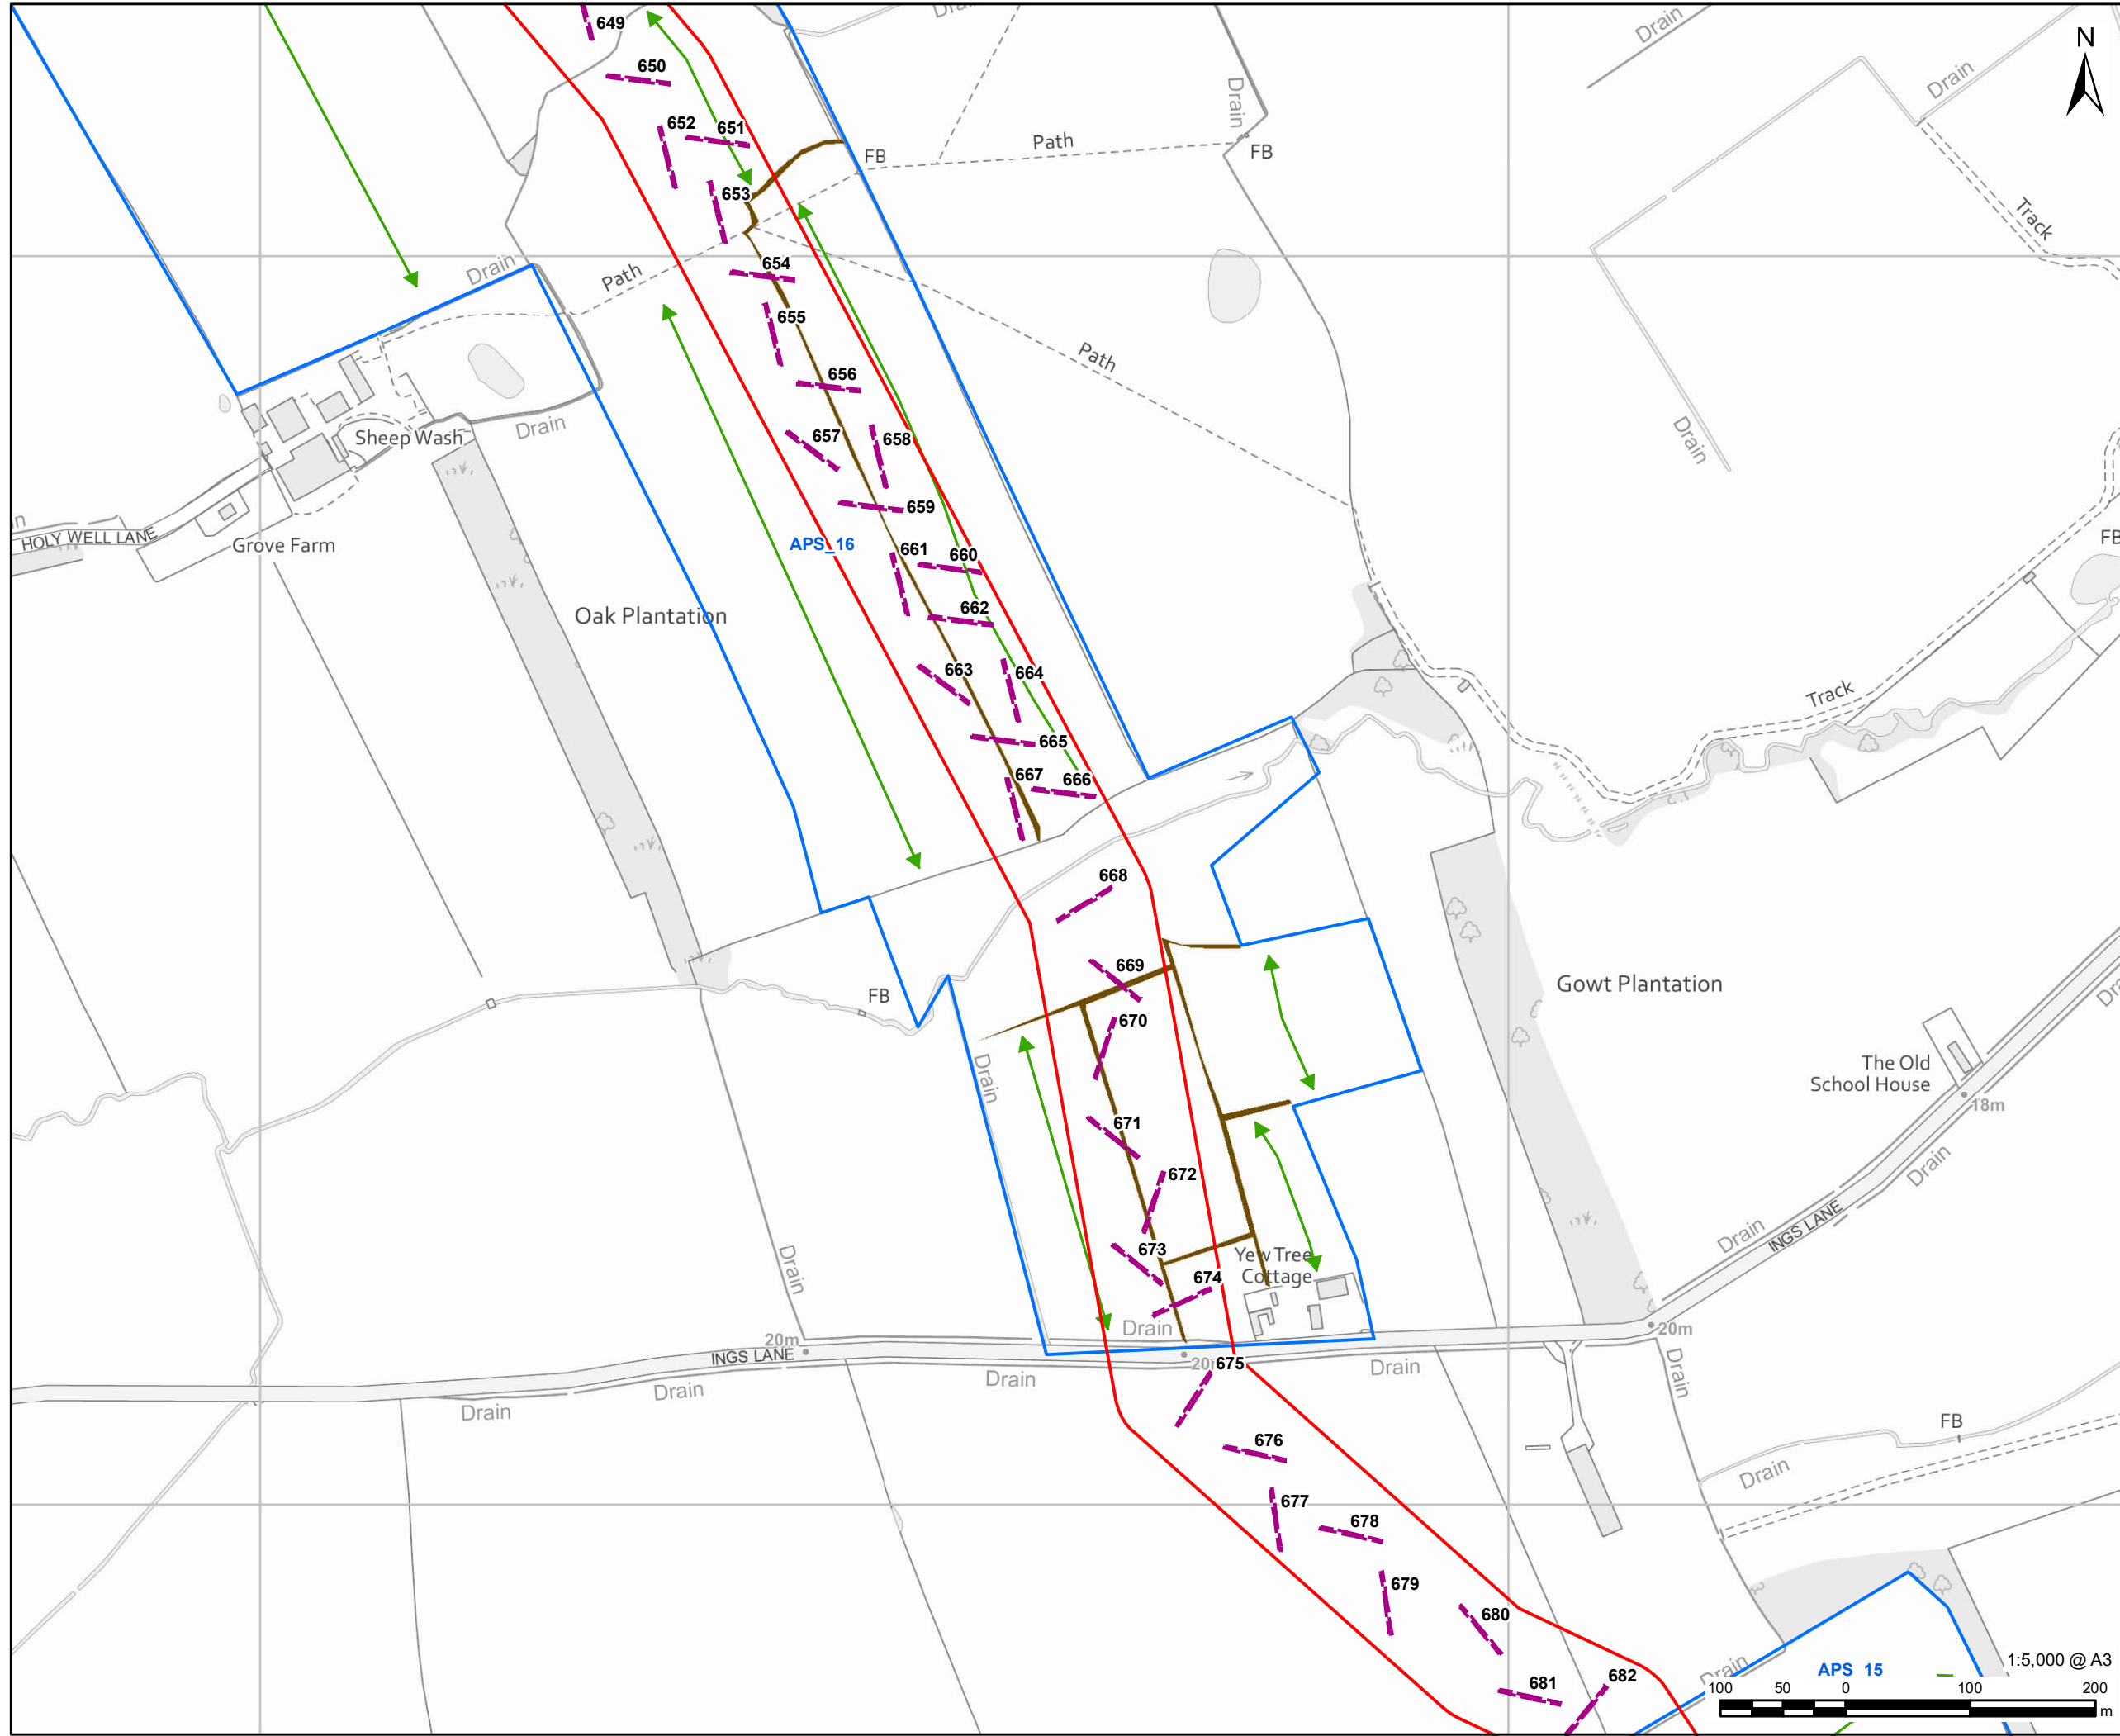 649
Drain
Drain
N
650
Drain
Drain
652
651
Path
FB
FB
653
Track
Drain
Path
654
655
Path
656
Drain
Sheep Wash
657
658
Drain
HOLY WELL LANE
Grove Farm
659
APS_16
661
660
FB
Oak Plantation
662
663
664
Track
665
667
666
668
669
FB
670
Gowt Plantation
Drain
The Old
School House
18m
671
672
Drain
Drain
673
Yew Tree
Cottage
674
INGS LANE
Drain
Drain
20m
INGS LANE
20m
675
Drain
Drain
Drain
Drain
Drain
FB
676
Drain
677
678
679
680
681
682
Drain
APS_15
1:5,000 @ A3
100
50
0
100
200
m